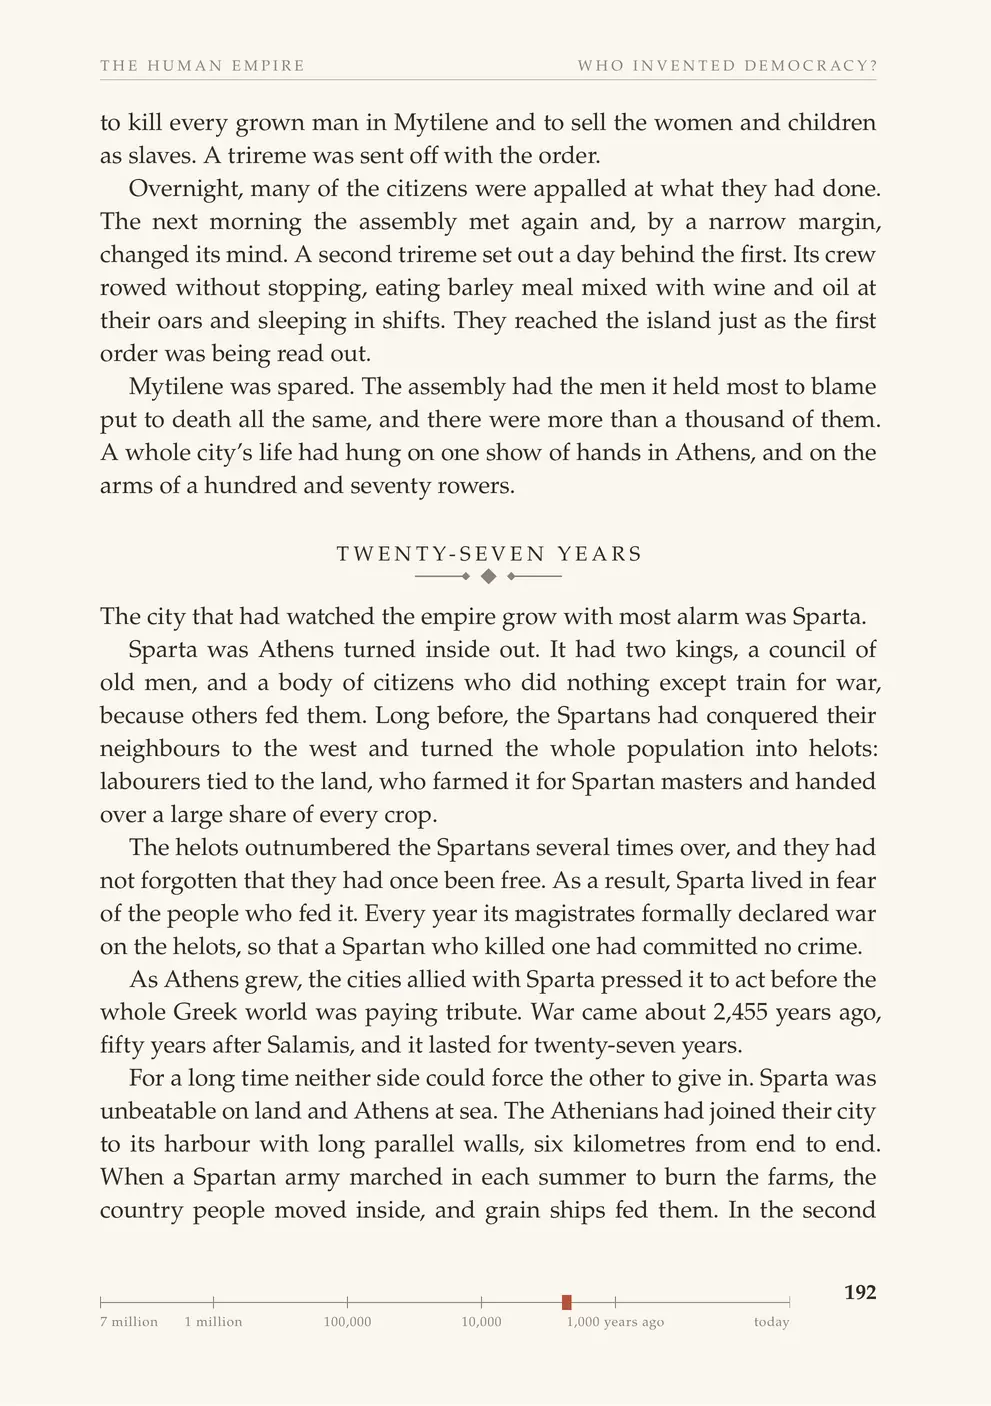 THE HUMAN EMPIRE
WHO INVENTED DEMOCRACY?
to kill every grown man in Mytilene and to sell the women and children
as slaves. A trireme was sent off with the order.
Overnight, many of the citizens were appalled at what they had done.
The next morning the assembly met again and, by a narrow margin,
changed its mind. A second trireme set out a day behind the first. Its crew
rowed without stopping, eating barley meal mixed with wine and oil at
their oars and sleeping in shifts. They reached the island just as the first
order was being read out.
Mytilene was spared. The assembly had the men it held most to blame
put to death all the same, and there were more than a thousand of them.
A whole city’s life had hung on one show of hands in Athens, and on the
arms of a hundred and seventy rowers.
TWENTY-SEVEN YEARS
The city that had watched the empire grow with most alarm was Sparta.
Sparta was Athens turned inside out. It had two kings, a council of
old men, and a body of citizens who did nothing except train for war,
because others fed them. Long before, the Spartans had conquered their
neighbours to the west and turned the whole population into helots:
labourers tied to the land, who farmed it for Spartan masters and handed
over a large share of every crop.
The helots outnumbered the Spartans several times over, and they had
not forgotten that they had once been free. As a result, Sparta lived in fear
of the people who fed it. Every year its magistrates formally declared war
on the helots, so that a Spartan who killed one had committed no crime.
As Athens grew, the cities allied with Sparta pressed it to act before the
whole Greek world was paying tribute. War came about 2,455 years ago,
fifty years after Salamis, and it lasted for twenty-seven years.
For a long time neither side could force the other to give in. Sparta was
unbeatable on land and Athens at sea. The Athenians had joined their city
to its harbour with long parallel walls, six kilometres from end to end.
When a Spartan army marched in each summer to burn the farms, the
country people moved inside, and grain ships fed them. In the second
192
7 million 1 million 100,000 10,000 1,000 years ago today